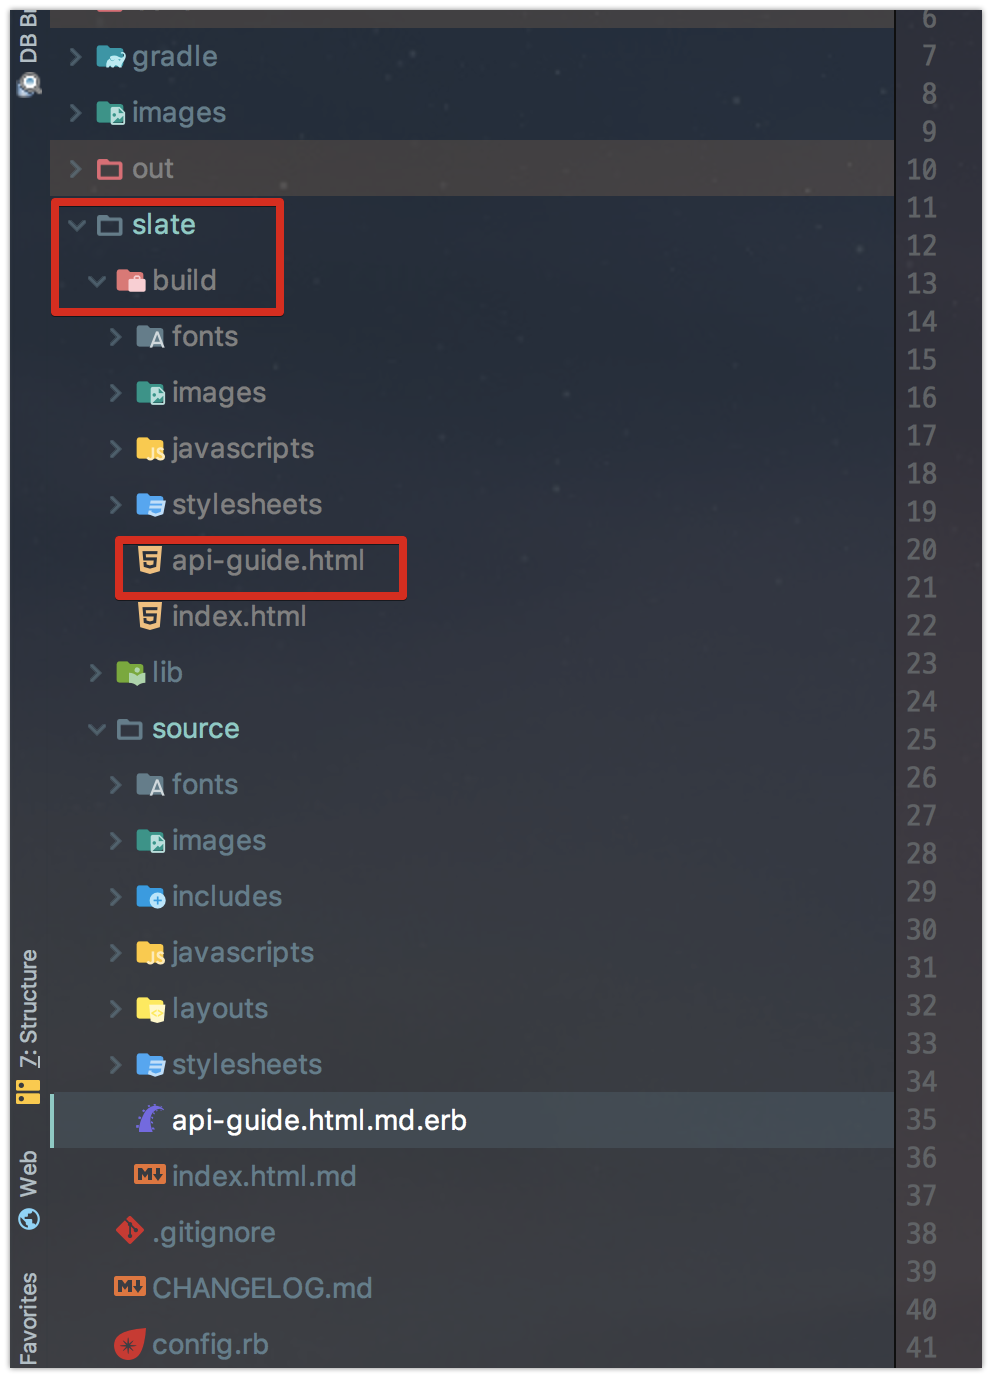 DB B
gradle
images
out
slate
build
fonts
images
javascripts
stylesheets
api-guide.html
index.html
lib
source
fonts
images
includes
javascripts
layouts
stylesheets
api-guide.html.md.erb
index.html.md
.gitignore
CHANGELOG.md
config.rb
7: Structure
Web
Favorites
6
7
8
9
10
11
12
13
14
15
16
17
18
19
20
21
22
23
24
25
26
27
28
29
30
31
32
33
34
35
36
37
38
39
40
41